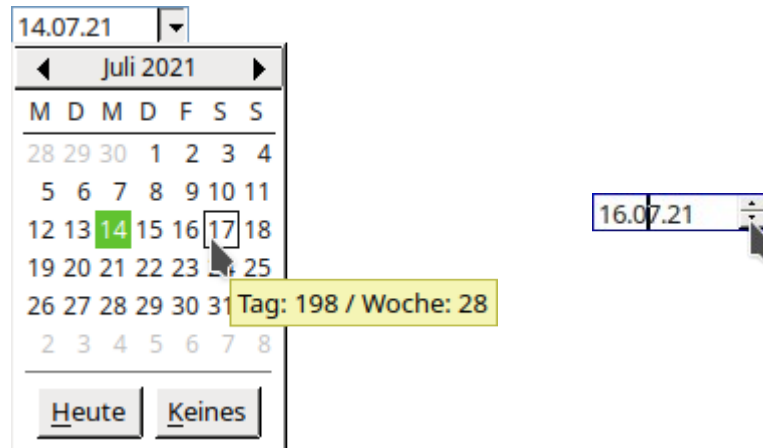 14.07.21
Juli 2021
M D M D F S S
28 29 30 1 2 3 4
5 6 7 8 9 10 11
12 13 14 15 16 17 18
19 20 21 22 23 24 25
26 27 28 29 30 31
Tag: 198 / Woche: 28
2 3 4 5 6 7 8
Heute Keines
16.07.21